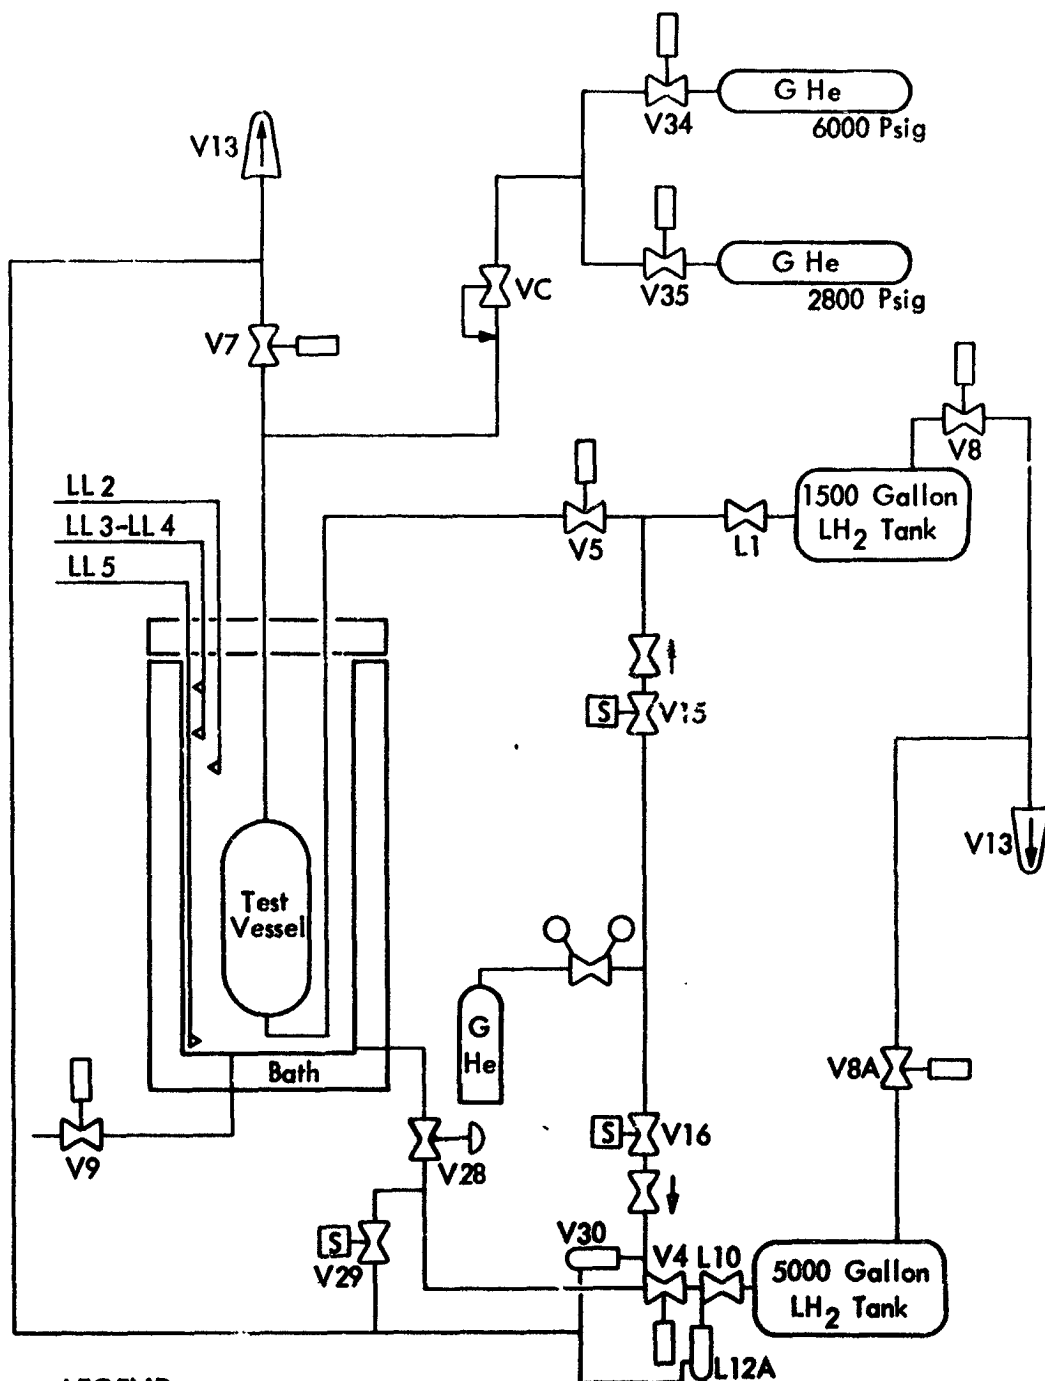 G He
6000 Psig
V34
V13
G He
2800 Psig
V35
VC
V7
V8
LL 2
LL 3-LL 4
LL 5
1500 Gallon
LH2 Tank
V5
L1
S
V15
V13
Test
Vessel
G
He
Bath
V8A
V9
V28
S
V16
S
V29
V30
V4
L10
5000 Gallon
LH2 Tank
L12A